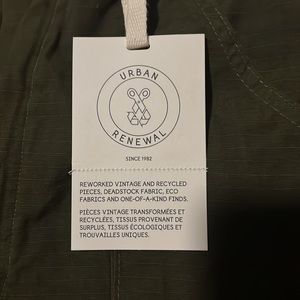 URBAN
RENEWAL
SINCE 1982
REWORKED VINTAGE AND RECYCLED
PIECES, DEADSTOCK FABRIC, ECO
FABRICS AND ONE-OF-A-KIND FINDS.
PIÈCES VINTAGE TRANSFORMÉES ET
RECYCLÉES, TISSUS PROVENANT DE
SURPLUS, TISSUS ÉCOLOGIQUES ET
TROUVAILLES UNIQUES.